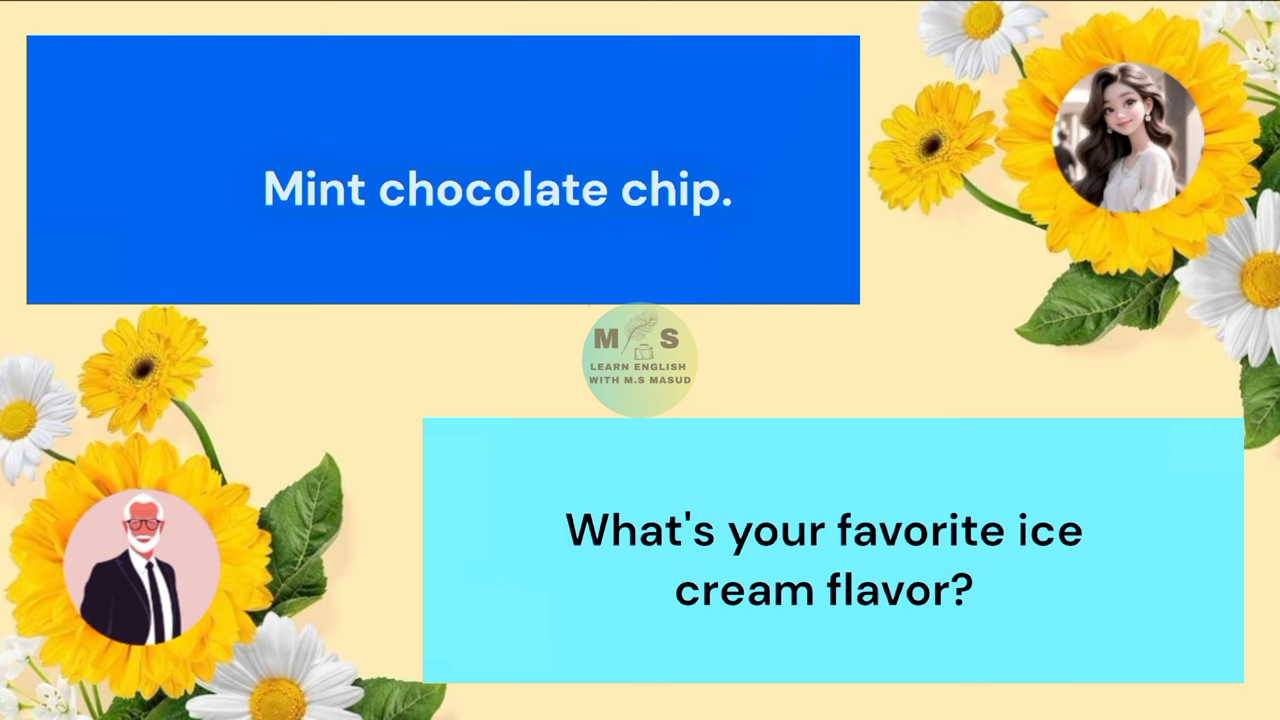 Mint chocolate chip.
M S
LEARN ENGLISH
WITH M.S MASUD
What's your favorite ice
cream flavor?